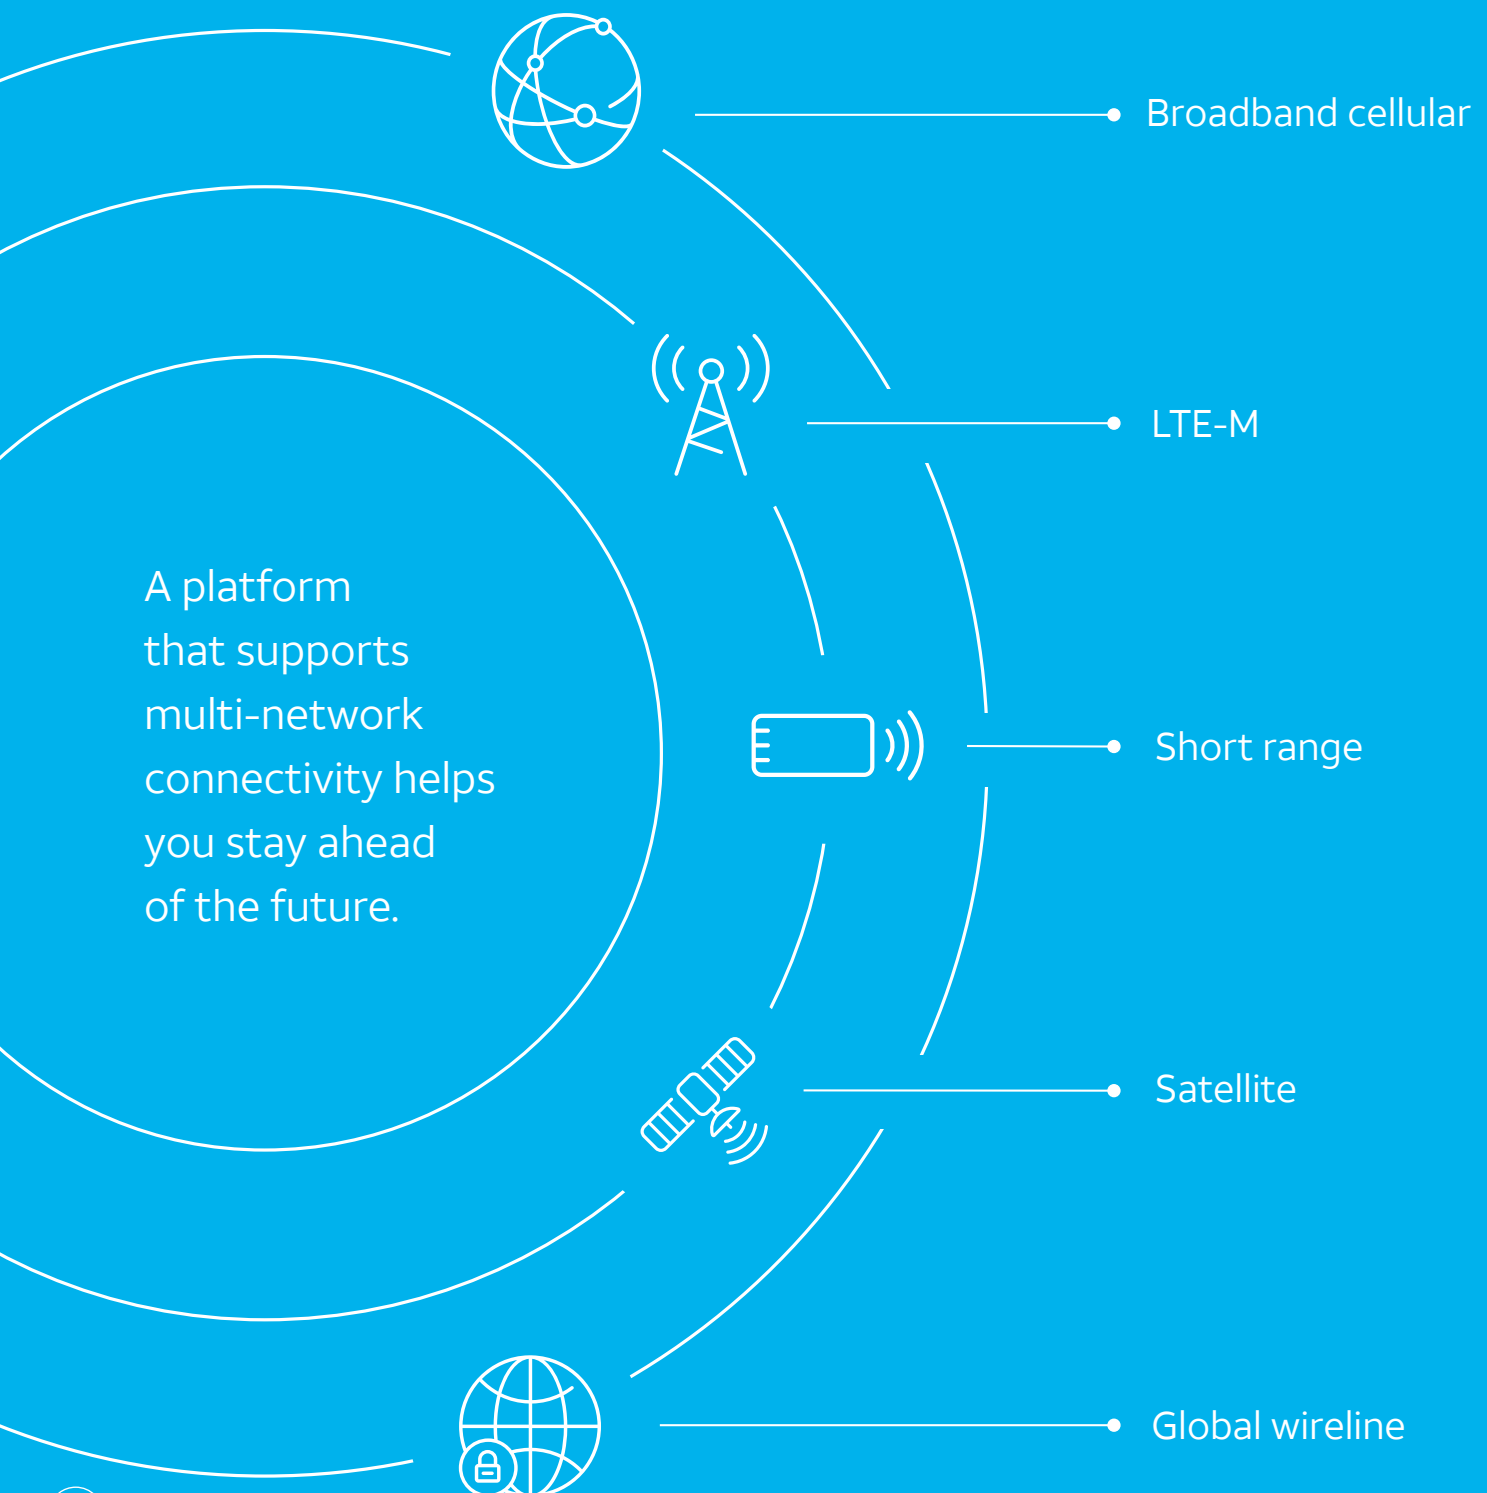 Broadband cellular
LTE-M
A platform
that supports
multi-network
connectivity helps
you stay ahead
of the future.
Short range
Satellite
Global wireline